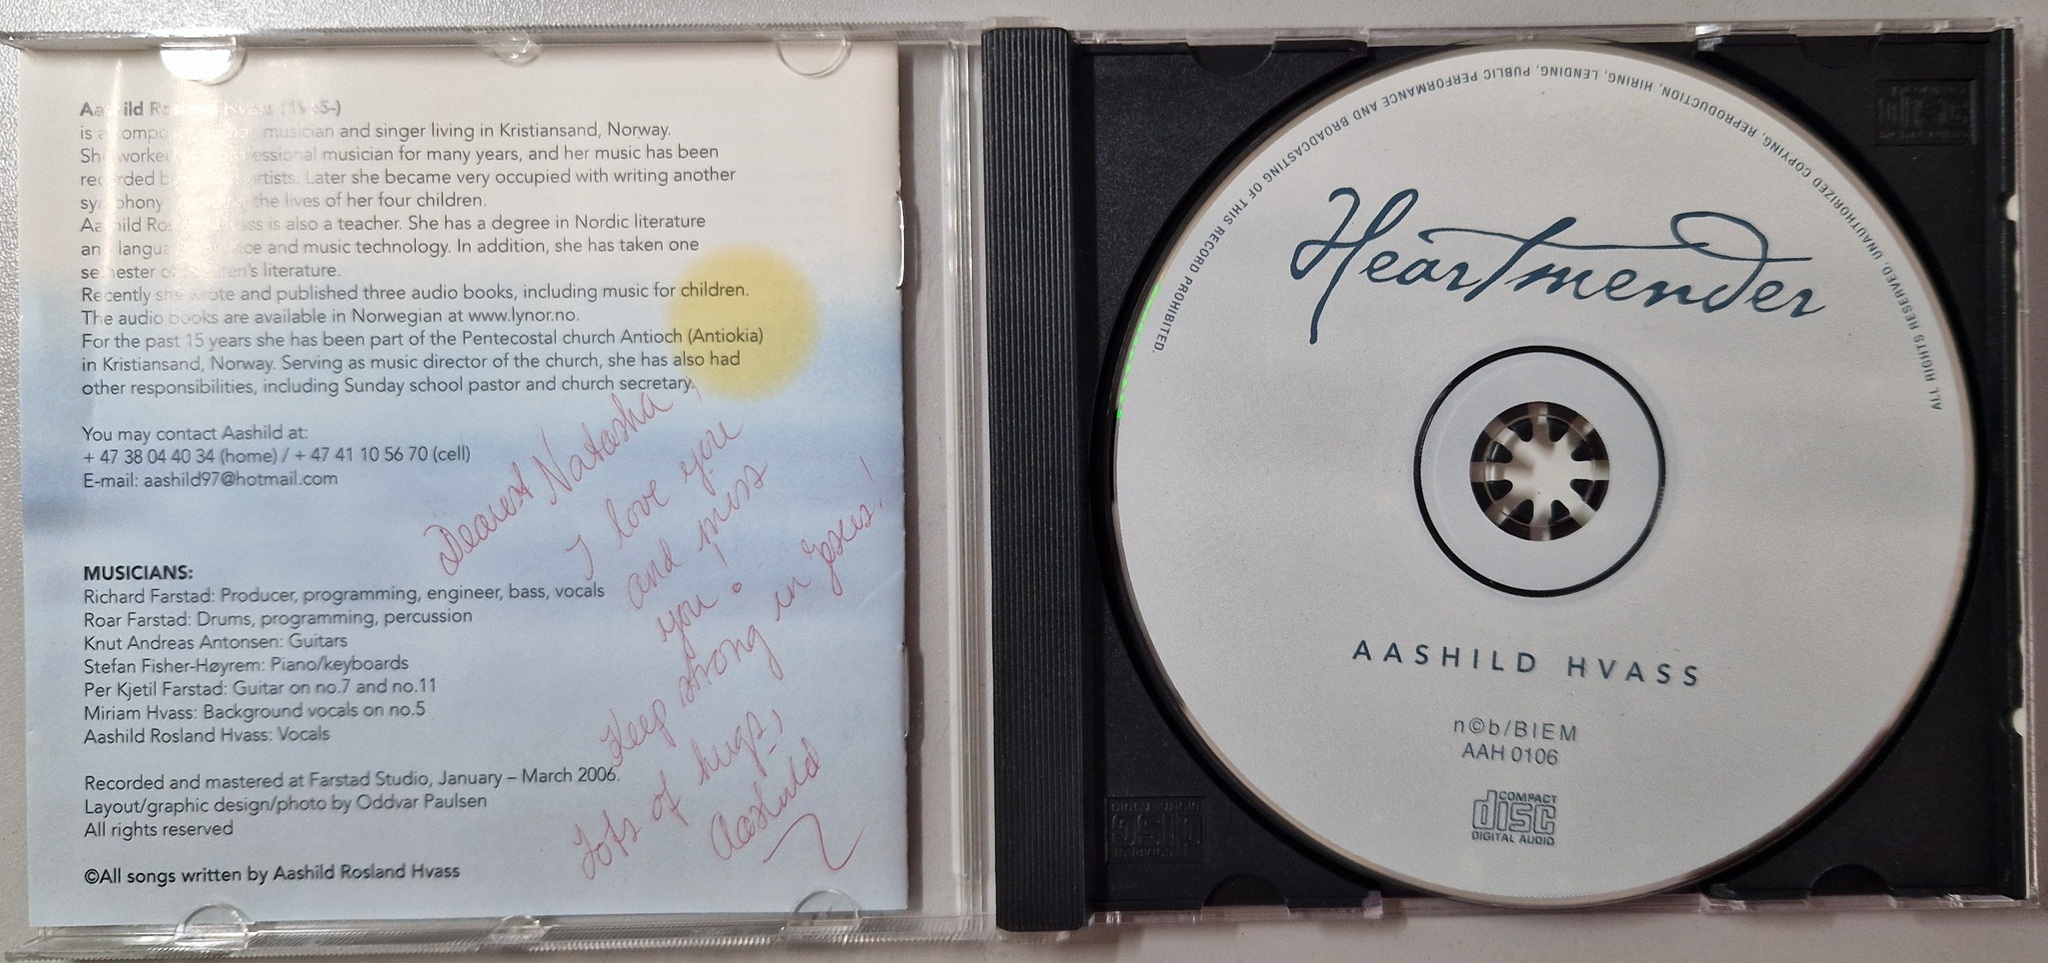 is a musician and singer living in Kristiansand, Norway.
She worked musician for many years, and her music has been
recorded artists. Later she became very occupied with writing another
symphony the lives of her four children.
is also a teacher. She has a degree in Nordic literature
and and music technology. In addition, she has taken one
semester literature.
Recently she wrote and published three audio books, including music for children.
The audio books are available in Norwegian at www.lynor.no.
For the past 15 years she has been part of the Pentecostal church Antioch (Antiokia)
in Kristiansand, Norway. Serving as music director of the church, she has also had
other responsibilities, including Sunday school pastor and church secretary.
You may contact Aashild at:
+ 47 38 04 40 34 (home) / + 47 41 10 56 70 (cell)
E-mail: aashild97@hotmail.com
Dearest Natasha,
I love you
and miss
you.
Keep strong in Jesus!
Lots of hugs,
Aashild
MUSICIANS:
Richard Farstad: Producer, programming, engineer, bass, vocals
Roar Farstad: Drums, programming, percussion
Knut Andreas Antonsen: Guitars
Stefan Fisher-Høyrem: Piano/keyboards
Per Kjetil Farstad: Guitar on no.7 and no.11
Miriam Hvass: Background vocals on no.5
Aashild Rosland Hvass: Vocals
Recorded and mastered at Farstad Studio, January – March 2006.
Layout/graphic design/photo by Oddvar Paulsen
All rights reserved
©All songs written by Aashild Rosland Hvass
ALL RIGHTS RESERVED. UNAUTHORIZED COPYING, REPRODUCTION, HIRING, LENDING, PUBLIC PERFORMANCE AND BROADCASTING OF THIS RECORD PROHIBITED.
Heartmender
AASHILD HVASS
n©b/BIEM
AAH 0106
COMPACT
disc
DIGITAL AUDIO